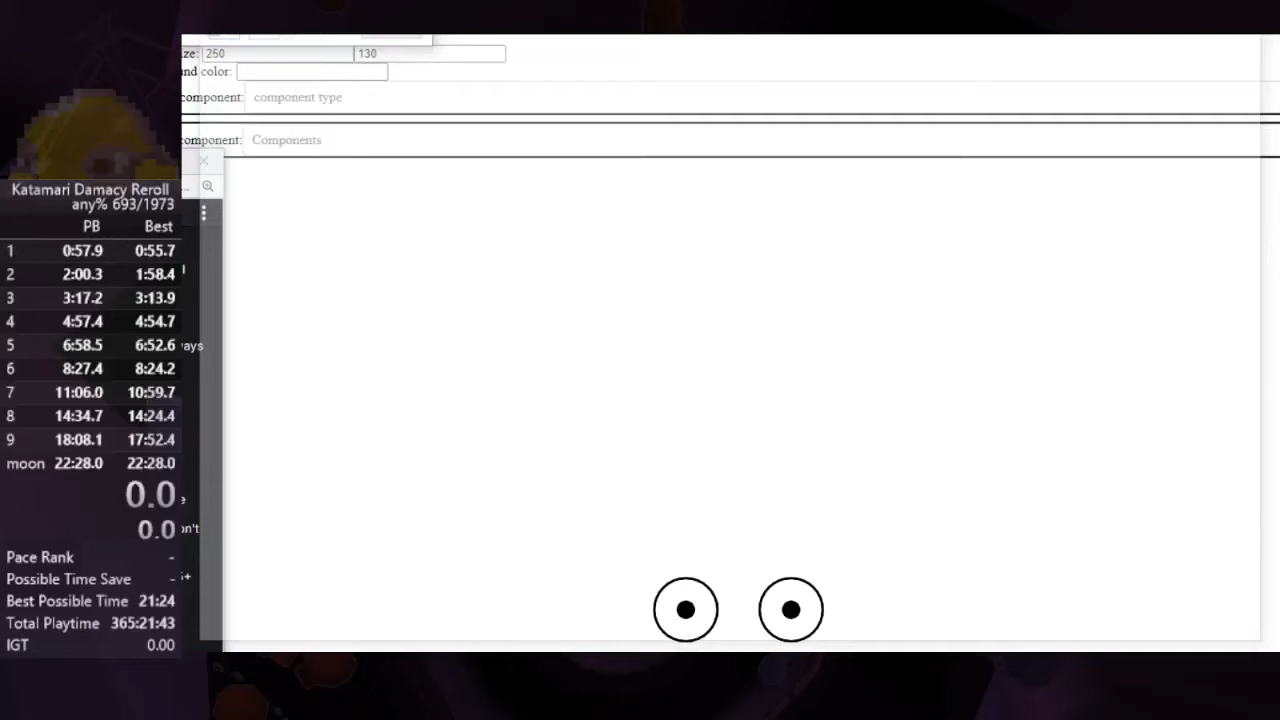 ze: 250 130
nd color:
component: component type
component: Components
Katamari Damacy Reroll
any% 693/1973
PB Best
1 0:57.9 0:55.7
2 2:00.3 1:58.4
3 3:17.2 3:13.9
4 4:57.4 4:54.7
5 6:58.5 6:52.6
ays
6 8:27.4 8:24.2
7 11:06.0 10:59.7
8 14:34.7 14:24.4
9 18:08.1 17:52.4
moon 22:28.0 22:28.0
0.0
e
0.0
on't
Pace Rank -
Possible Time Save -
Best Possible Time 21:24
Total Playtime 365:21:43
IGT 0.00